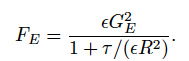 F_E = \frac{\epsilon G_E^2}{1 + \tau/(\epsilon R^2)}.